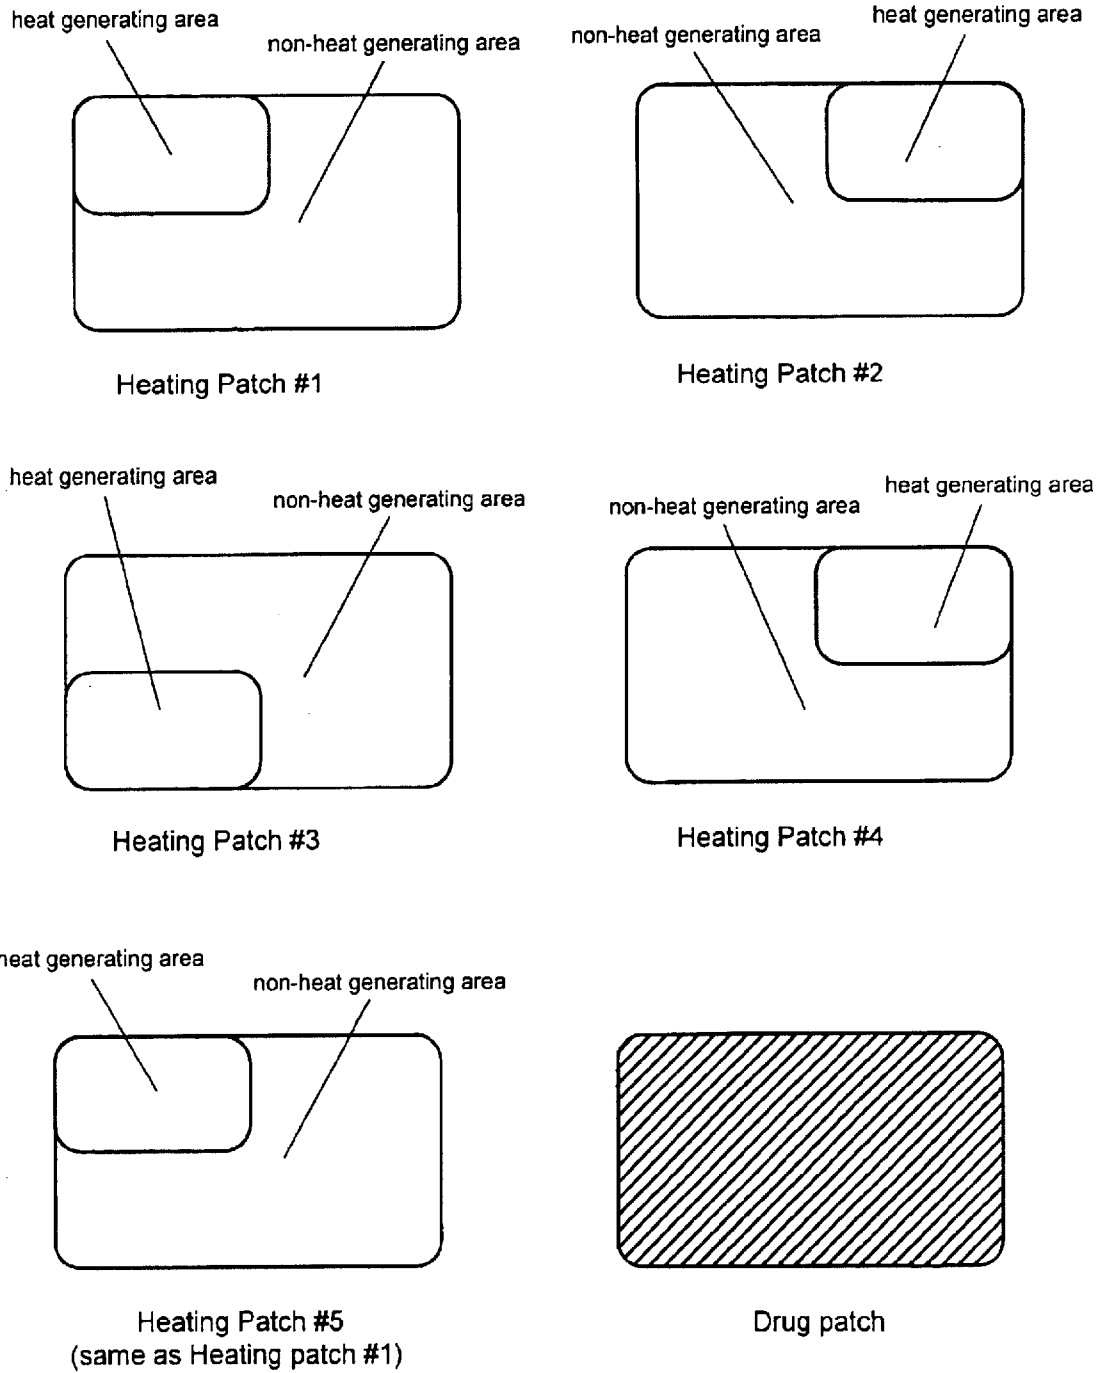 heat generating area
non-heat generating area
Heating Patch #1
heat generating area
non-heat generating area
Heating Patch #2
heat generating area
non-heat generating area
Heating Patch #3
heat generating area
non-heat generating area
Heating Patch #4
heat generating area
non-heat generating area
Heating Patch #5
(same as Heating patch #1)
Drug patch